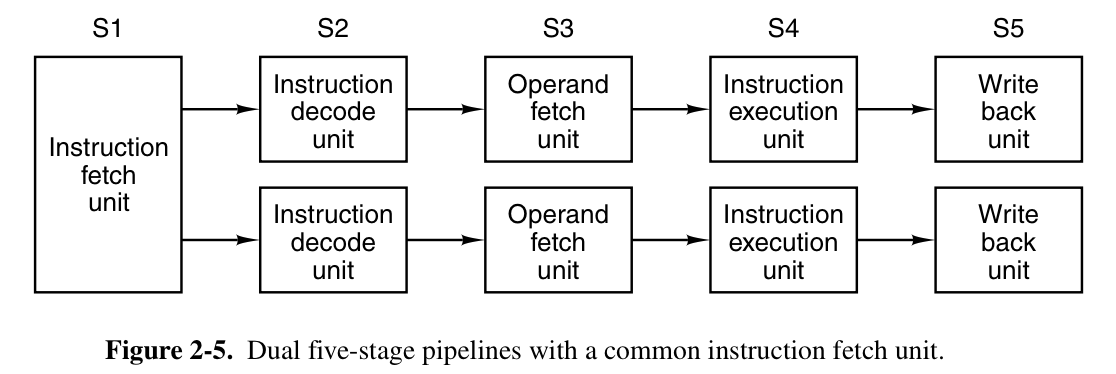 S1
S2
S3
S4
S5
Instruction
fetch
unit
Instruction
decode
unit
Operand
fetch
unit
Instruction
execution
unit
Write
back
unit
Instruction
decode
unit
Operand
fetch
unit
Instruction
execution
unit
Write
back
unit
Figure 2-5. Dual five-stage pipelines with a common instruction fetch unit.